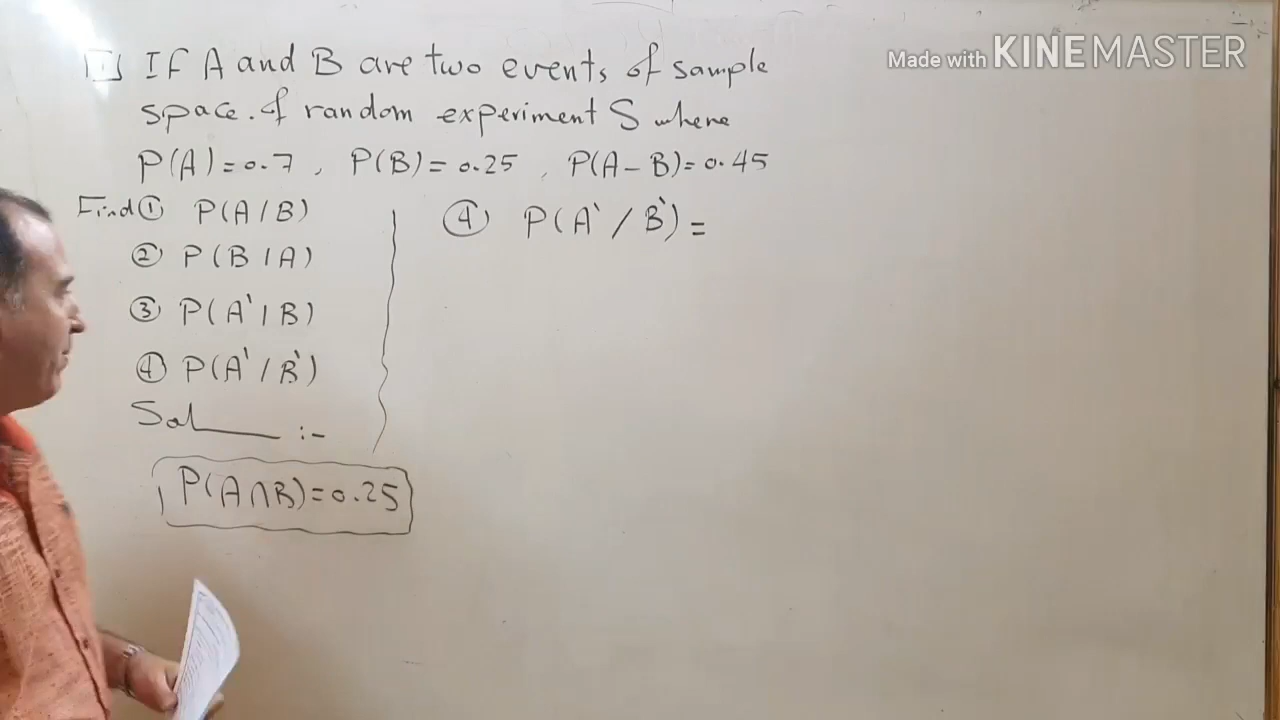 1 If A and B are two events of sample
space of random experiment S where
P(A) = 0.7 , P(B) = 0.25 , P(A – B) = 0.45
Find ① P(A / B)
② P(B | A)
③ P(A` | B)
④ P(A` / B`)
Sol :-
P(A∩B) = 0.25
④ P(A` / B`) =
Made with KINEMASTER